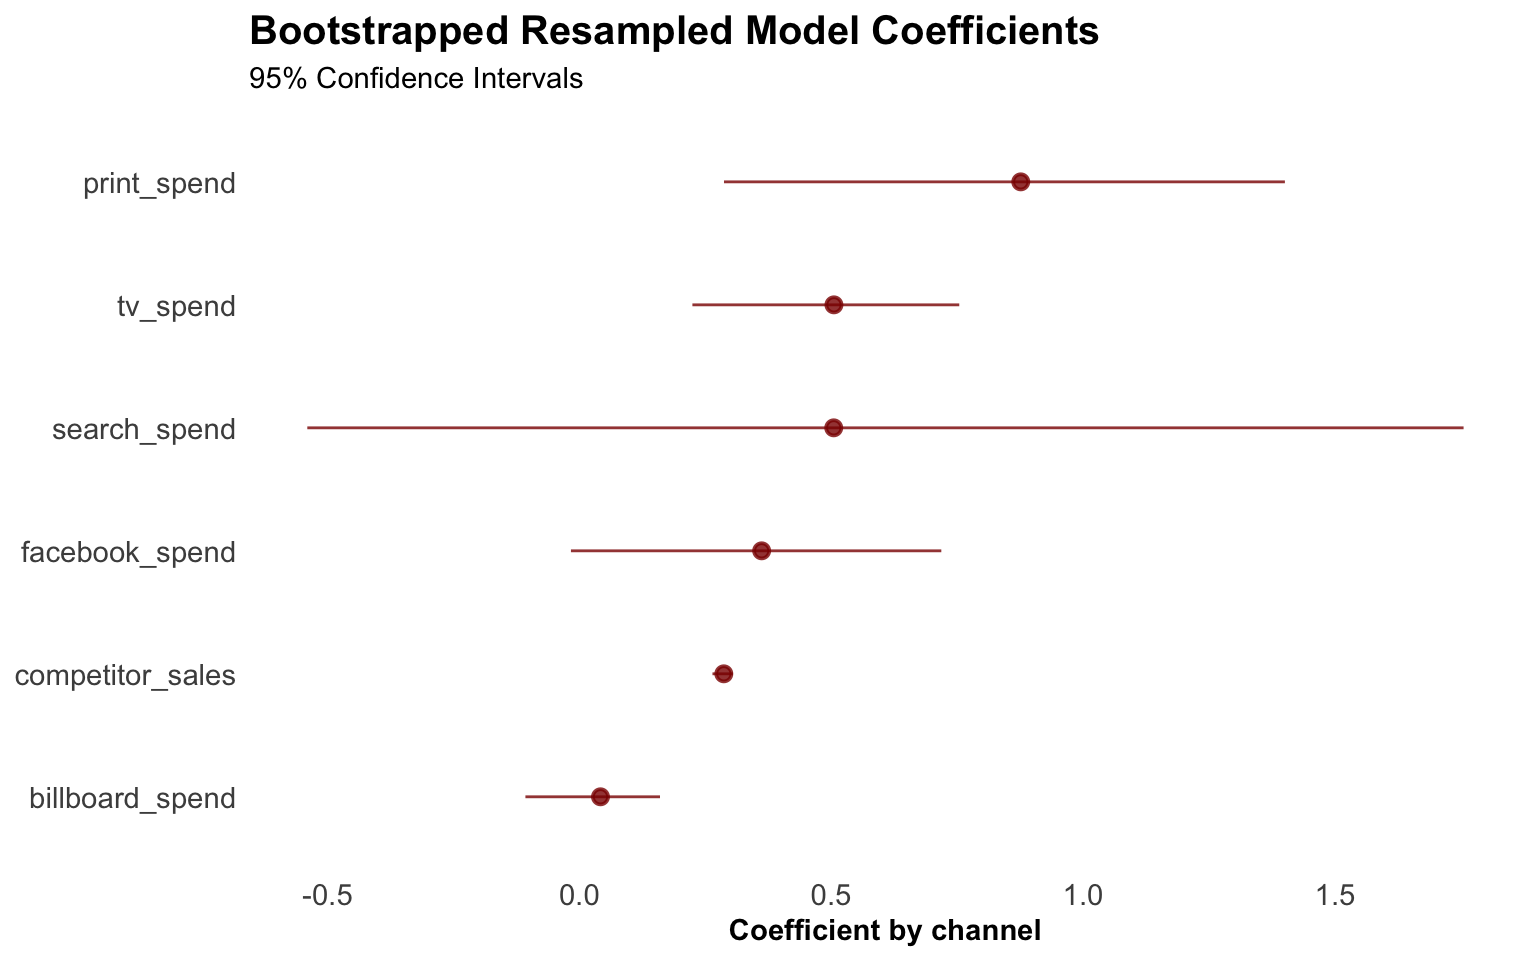 Bootstrapped Resampled Model Coefficients
95% Confidence Intervals
print_spend
tv_spend
search_spend
facebook_spend
competitor_sales
billboard_spend
-0.5 0.0 0.5 1.0 1.5
Coefficient by channel